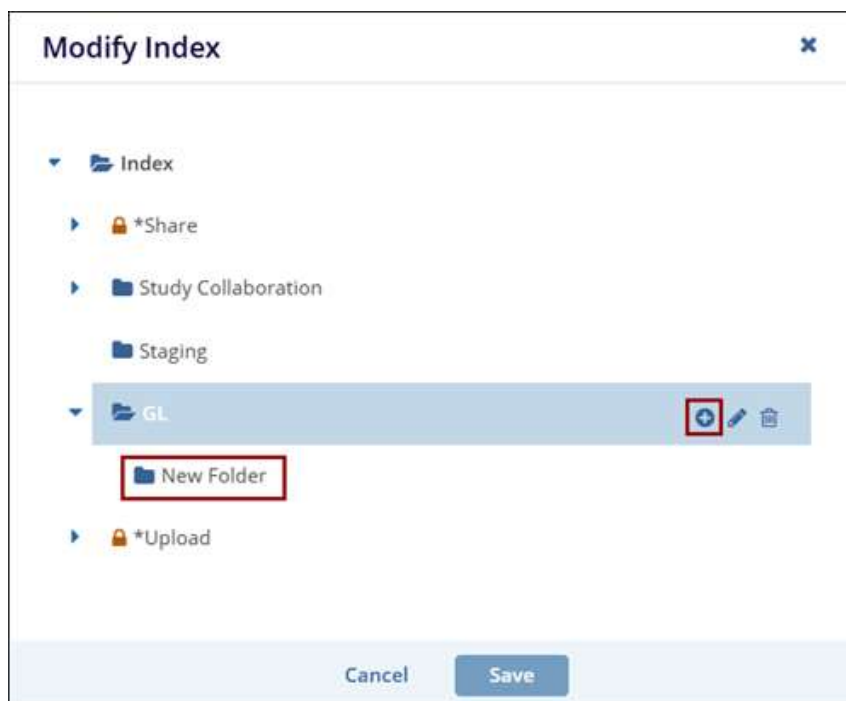 Modify Index
Index
*Share
Study Collaboration
Staging
GL
New Folder
*Upload
Cancel Save